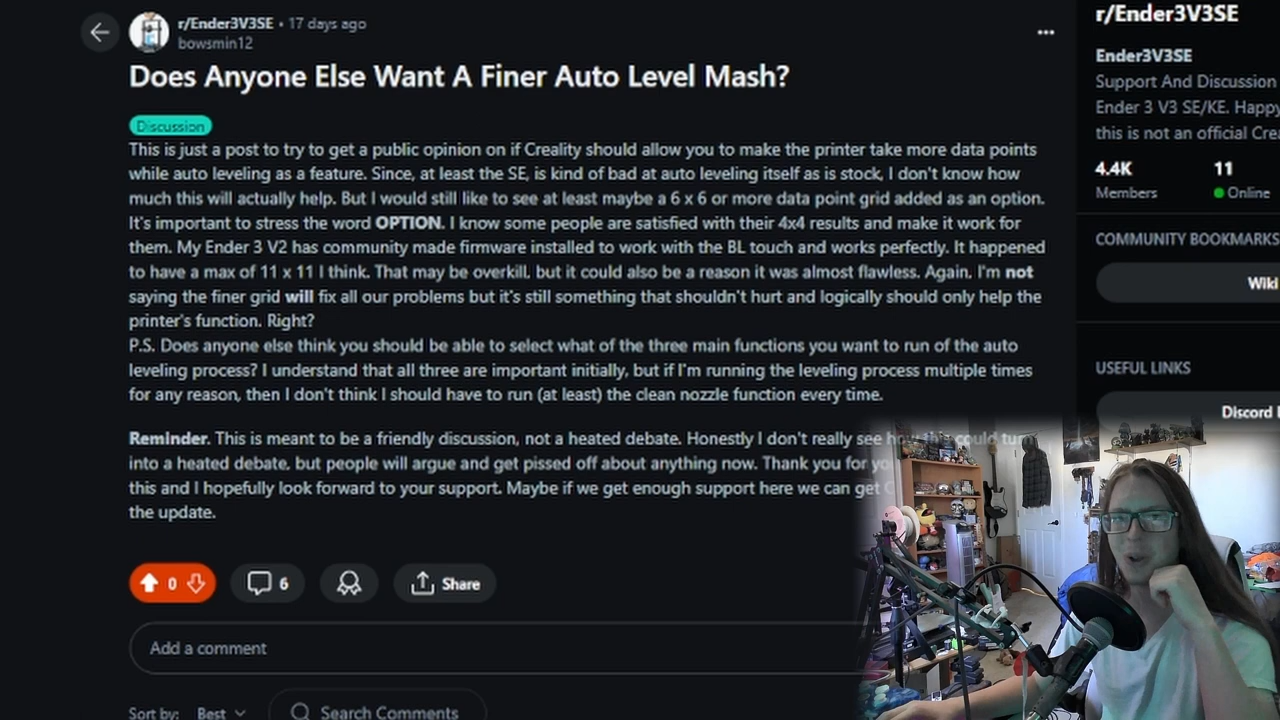 r/Ender3V3SE • 17 days ago
bowsmin12
Does Anyone Else Want A Finer Auto Level Mash?
Discussion
This is just a post to try to get a public opinion on if Creality should allow you to make the printer take more data points
while auto leveling as a feature. Since, at least the SE, is kind of bad at auto leveling itself as is stock, I don't know how
much this will actually help. But I would still like to see at least maybe a 6 x 6 or more data point grid added as an option.
It's important to stress the word OPTION. I know some people are satisfied with their 4x4 results and make it work for
them. My Ender 3 V2 has community made firmware installed to work with the BL touch and works perfectly. It happened
to have a max of 11 x 11 I think. That may be overkill, but it could also be a reason it was almost flawless. Again, I'm not
saying the finer grid will fix all our problems but it's still something that shouldn't hurt and logically should only help the
printer's function. Right?
P.S. Does anyone else think you should be able to select what of the three main functions you want to run of the auto
leveling process? I understand that all three are important initially, but if I'm running the leveling process multiple times
for any reason, then I don't think I should have to run (at least) the clean nozzle function every time.
Reminder. This is meant to be a friendly discussion, not a heated debate. Honestly I don't really see how this could turn
into a heated debate, but people will argue and get pissed off about anything now. Thank you for
this and I hopefully look forward to your support. Maybe if we get enough support here we can get
the update.
0
6
Share
Add a comment
Sort by: Best
Search Comments
r/Ender3V3SE
Ender3V3SE
Support And Discussion
Ender 3 V3 SE/KE. Happy
this is not an official Cre
4.4K 11
Members Online
COMMUNITY BOOKMARKS
Wiki
USEFUL LINKS
Discord